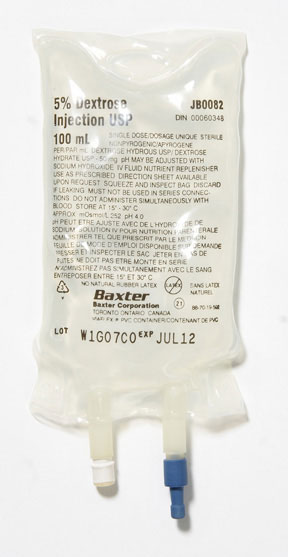 5% Dextrose JB0082
Injection USP DIN 00060348
100 mL SINGLE DOSE/DOSAGE UNIQUE STERILE
NONPYROGENIC/APYROGENE
PER/PAR mL DEXTROSE HYDROUS USP/DEXTROSE
HYDRATE USP - 50 mg pH MAY BE ADJUSTED WITH
SODIUM HYDROXIDE IV FLUID NUTRIENT REPLENISHER
USE AS PRESCRIBED DIRECTION SHEET AVAILABLE
UPON REQUEST SQUEEZE AND INSPECT BAG DISCARD
IF LEAKING MUST NOT BE USED IN SERIES CONNEC-
TIONS. DO NOT ADMINISTER SIMULTANEOUSLY WITH
BLOOD STORE AT 15° - 30° C
APPROX mOsmol/L 252 pH 4.0
pH PEUT ETRE AJUSTE AVEC DE L'HYDROXIDE DE
SODIUM SOLUTION IV POUR NUTRITION
TEL QUE PRESCRIT PAR LE MEDECIN
FEUILLE DE MODE D'EMPLOI DISPONIBLE SUR DEMANDE
PRESSER ET INSPECTER LE SAC JETER EN CAS DE
FUITES NE DOIT PAS ETRE MONTE EN SERIE
N'ADMINISTREZ PAS SIMULTANEMENT AVEC LE SANG
ENTREPOSER ENTRE 15° ET 30° C
NO NATURAL RUBBER LATEX LATEX SANS LATEX
NATUREL
Baxter
Baxter Corporation 21
TORONTO ONTARIO CANADA
PVC CONTAINER/CONTENANT DE PVC
LOT W1G07C0 EXP JUL12